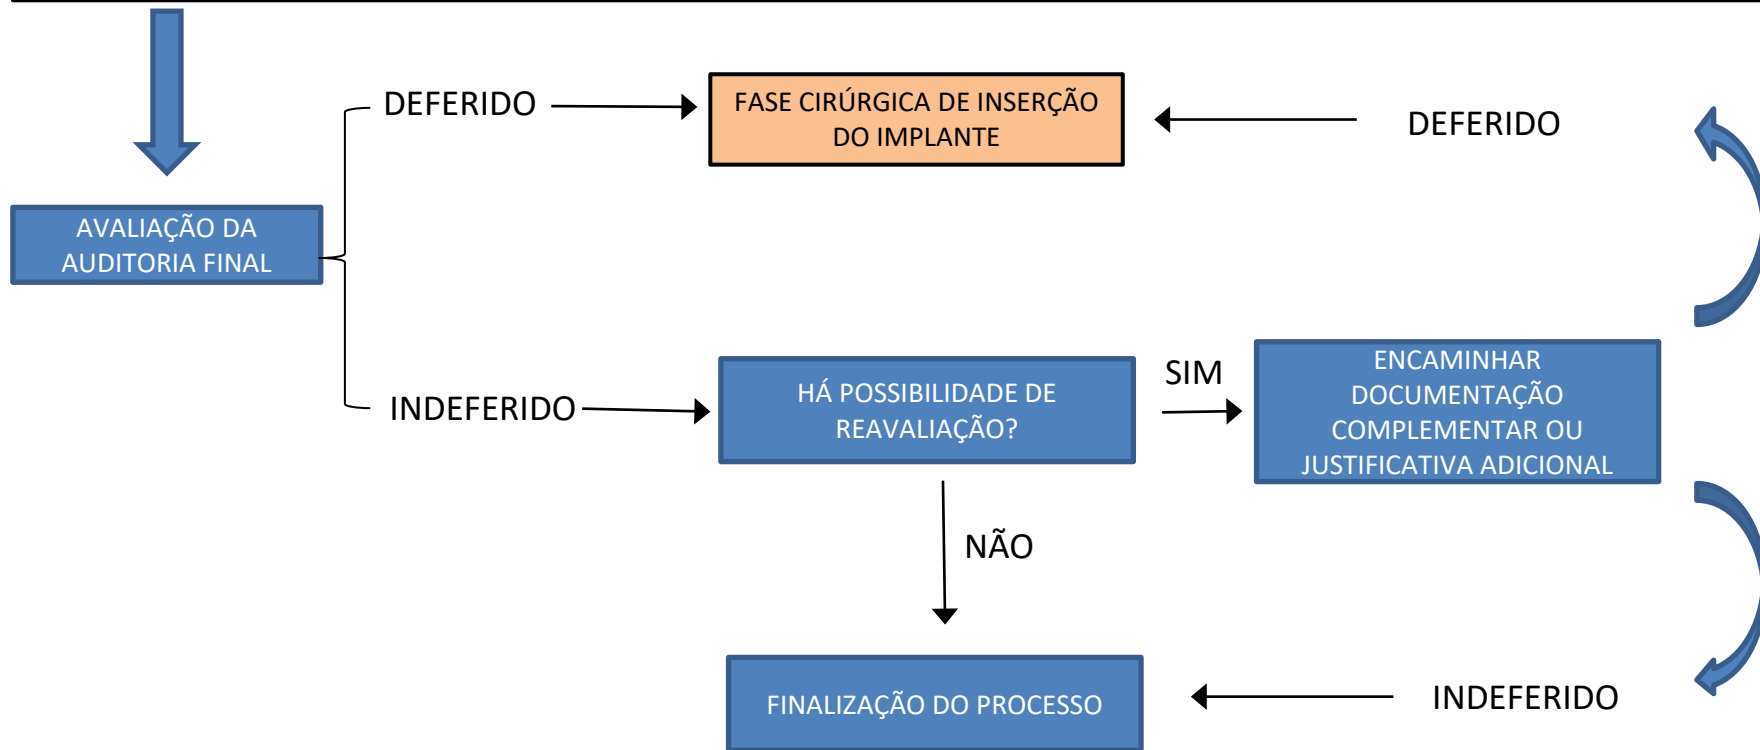 DEFERIDO
FASE CIRÚRGICA DE INSERÇÃO
DO IMPLANTE
DEFERIDO
AVALIAÇÃO DA
AUDITORIA FINAL
INDEFERIDO
HÁ POSSIBILIDADE DE
REAVALIAÇÃO?
SIM
ENCAMINHAR
DOCUMENTAÇÃO
COMPLEMENTAR OU
JUSTIFICATIVA ADICIONAL
NÃO
FINALIZAÇÃO DO PROCESSO
INDEFERIDO